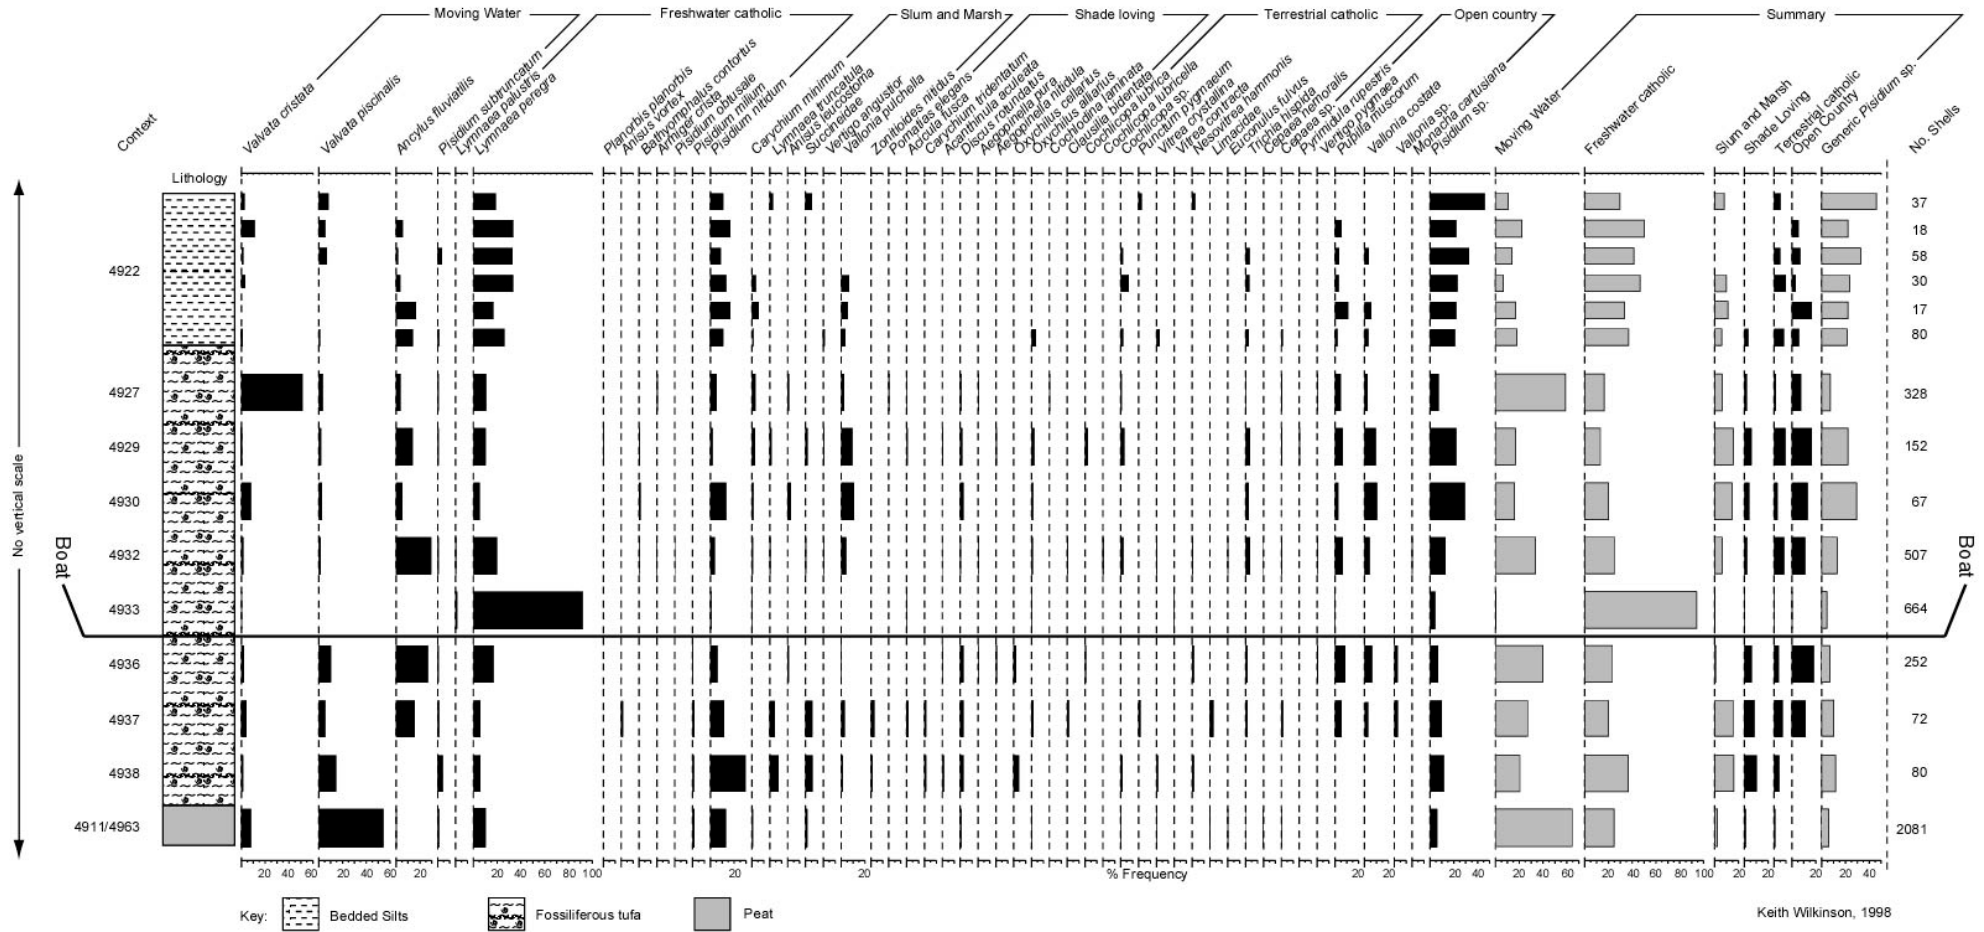 Moving Water
Freshwater catholic
Slum and Marsh
Shade loving
Terrestrial catholic
Open country
Summary
Context
Valvata cristata
Valvata piscinalis
Ancylus fluviatilis
Pisidium subtruncatum
Lymnaea palustris
Lymnaea peregra
Planorbis planorbis
Anisus vortex
Bathyomphalus contortus
Armiger crista
Pisidium obtusale
Pisidium milium
Pisidium nitidum
Carychium minimum
Lymnaea truncatula
Anisus leucostoma
Succineidae
Vertigo angustior
Vallonia pulchella
Zonitoides nitidus
Pomatias elegans
Acicula fusca
Carychium tridentatum
Acanthinula aculeata
Discus rotundatus
Aegopinella pura
Aegopinella nitidula
Oxychilus cellarius
Oxychilus alliarius
Cochlodina laminata
Clausilia bidentata
Cochlicopa lubrica
Cochlicopa lubricella
Cochlicopa sp.
Punctum pygmaeum
Vitrea crystallina
Vitrea contracta
Nesovitrea hammonis
Limacidae
Euconulus fulvus
Trichia hispida
Cepaea nemoralis
Cepaea sp.
Pyrimidula rupestris
Vertigo pygmaea
Pupilla muscorum
Vallonia costata
Vallonia sp.
Monacha cartusiana
Pisidium sp.
Moving Water
Freshwater catholic
Slum and Marsh
Shade Loving
Terrestrial catholic
Open Country
Generic Pisidium sp.
No. Shells
Lithology
37
18
58
4922
30
17
80
4927
328
4929
152
4930
67
4932
507
4933
664
4936
252
4937
72
4938
80
4911/4963
2081
No vertical scale
Boat
Boat
20 40 60
20 40 60
20
20 40 60 80 100
20
20
% Frequency
20
20
20 40
20 40 60
20 40 60 80 100
20
20
20
20 40
Key:
Bedded Silts
Fossiliferous tufa
Peat
Keith Wilkinson, 1998